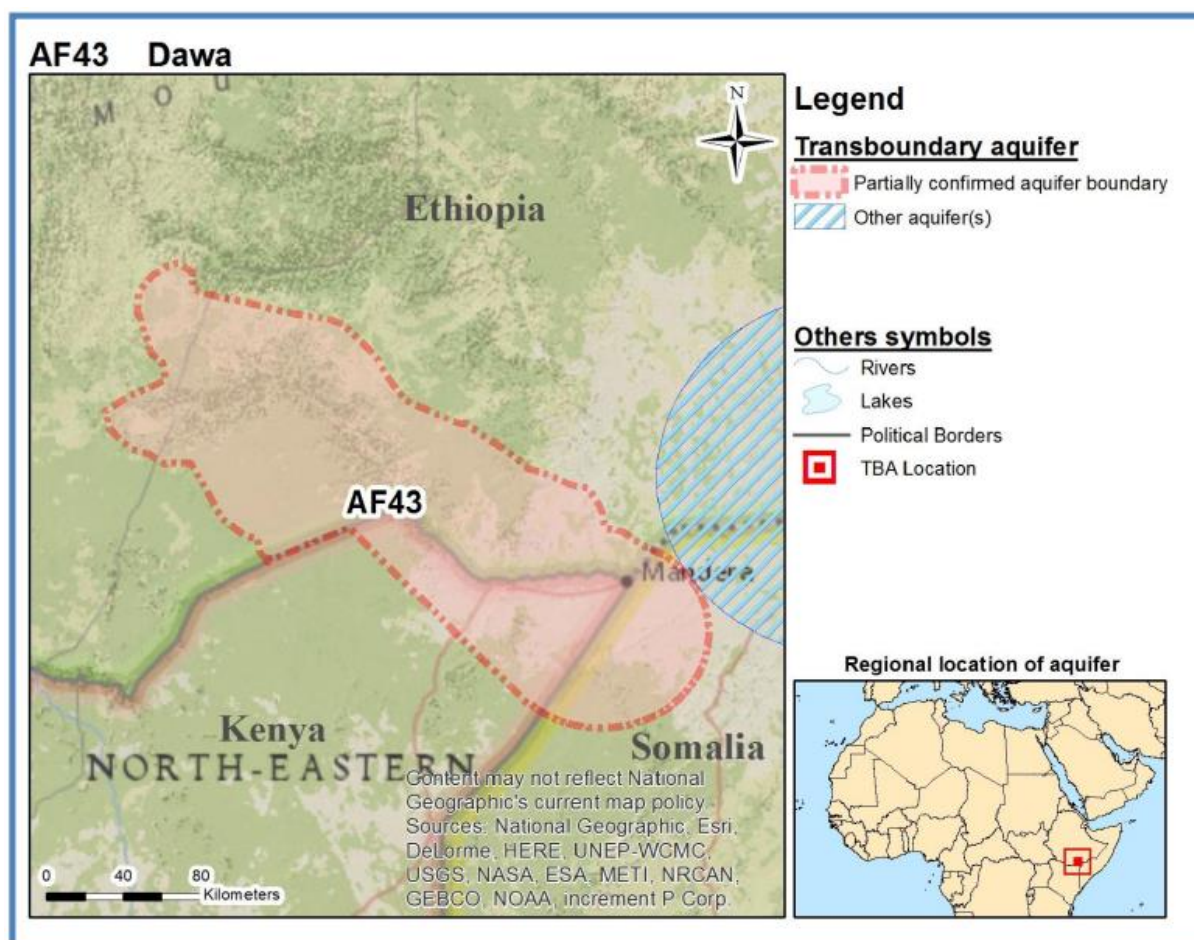 AF43 Dawa
M O U
N
Ethiopia
AF43
Mandera
Kenya
NORTH-EASTERN
Somalia
Content may not reflect National
Geographic's current map policy.
Sources: National Geographic, Esri,
DeLorme, HERE, UNEP-WCMC,
USGS, NASA, ESA, METI, NRCAN,
GEBCO, NOAA, increment P Corp.
0 40 80
Kilometers
Legend
Transboundary aquifer
Partially confirmed aquifer boundary
Other aquifer(s)
Others symbols
Rivers
Lakes
Political Borders
TBA Location
Regional location of aquifer